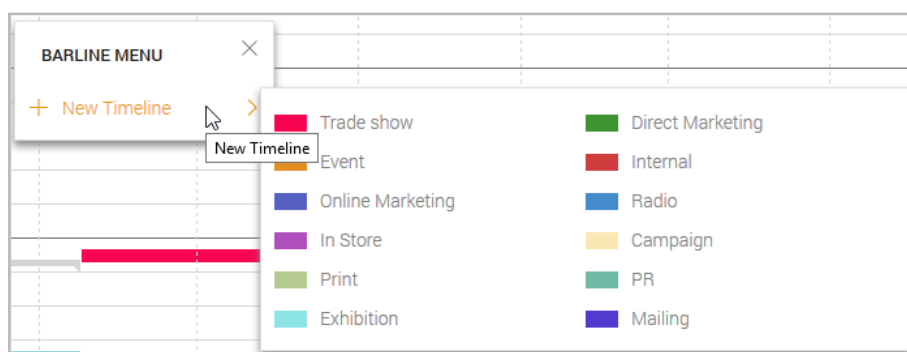 BARLINE MENU
New Timeline
New Timeline
Trade show
Direct Marketing
Event
Internal
Online Marketing
Radio
In Store
Campaign
Print
PR
Exhibition
Mailing